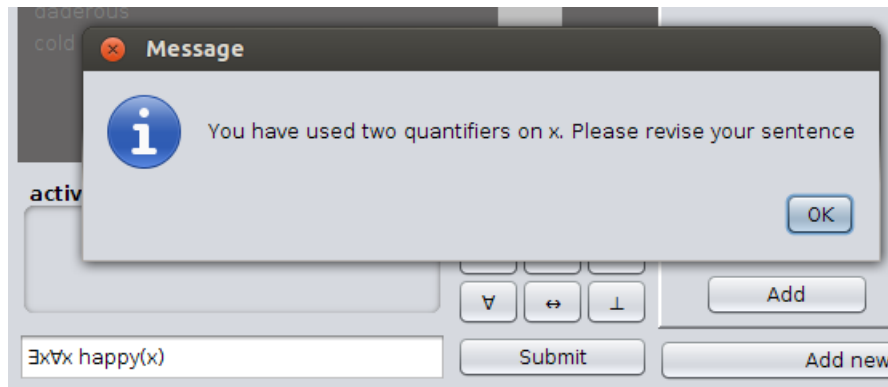 daderous
cold
Message
You have used two quantifiers on x. Please revise your sentence
OK
activ
∀ ↔ ⊥
Add
∃x∀x happy(x)
Submit
Add new